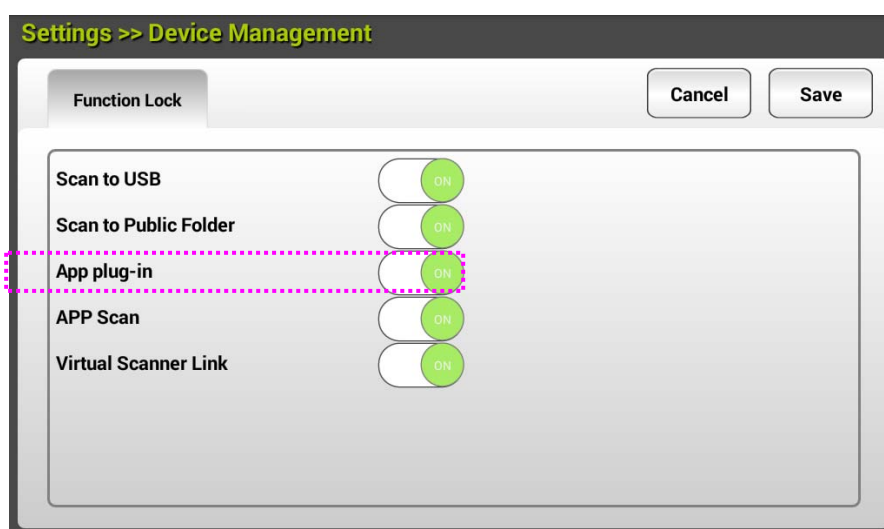 Settings >> Device Management
Function Lock
Cancel
Save
Scan to USB
ON
Scan to Public Folder
ON
App plug-in
ON
APP Scan
ON
Virtual Scanner Link
ON